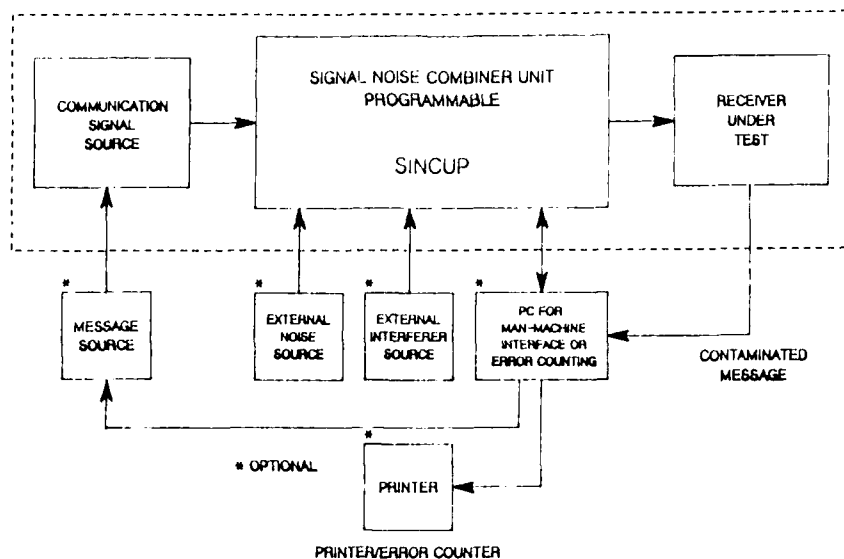 COMMUNICATION
SIGNAL
SOURCE
SIGNAL NOISE COMBINER UNIT
PROGRAMMABLE
SINCUP
RECEIVER
UNDER
TEST
*
MESSAGE
SOURCE
*
EXTERNAL
NOISE
SOURCE
*
EXTERNAL
INTERFERER
SOURCE
*
PC FOR
MAN-MACHINE
INTERFACE OR
ERROR COUNTING
CONTAMINATED
MESSAGE
* OPTIONAL
*
PRINTER
PRINTER/ERROR COUNTER